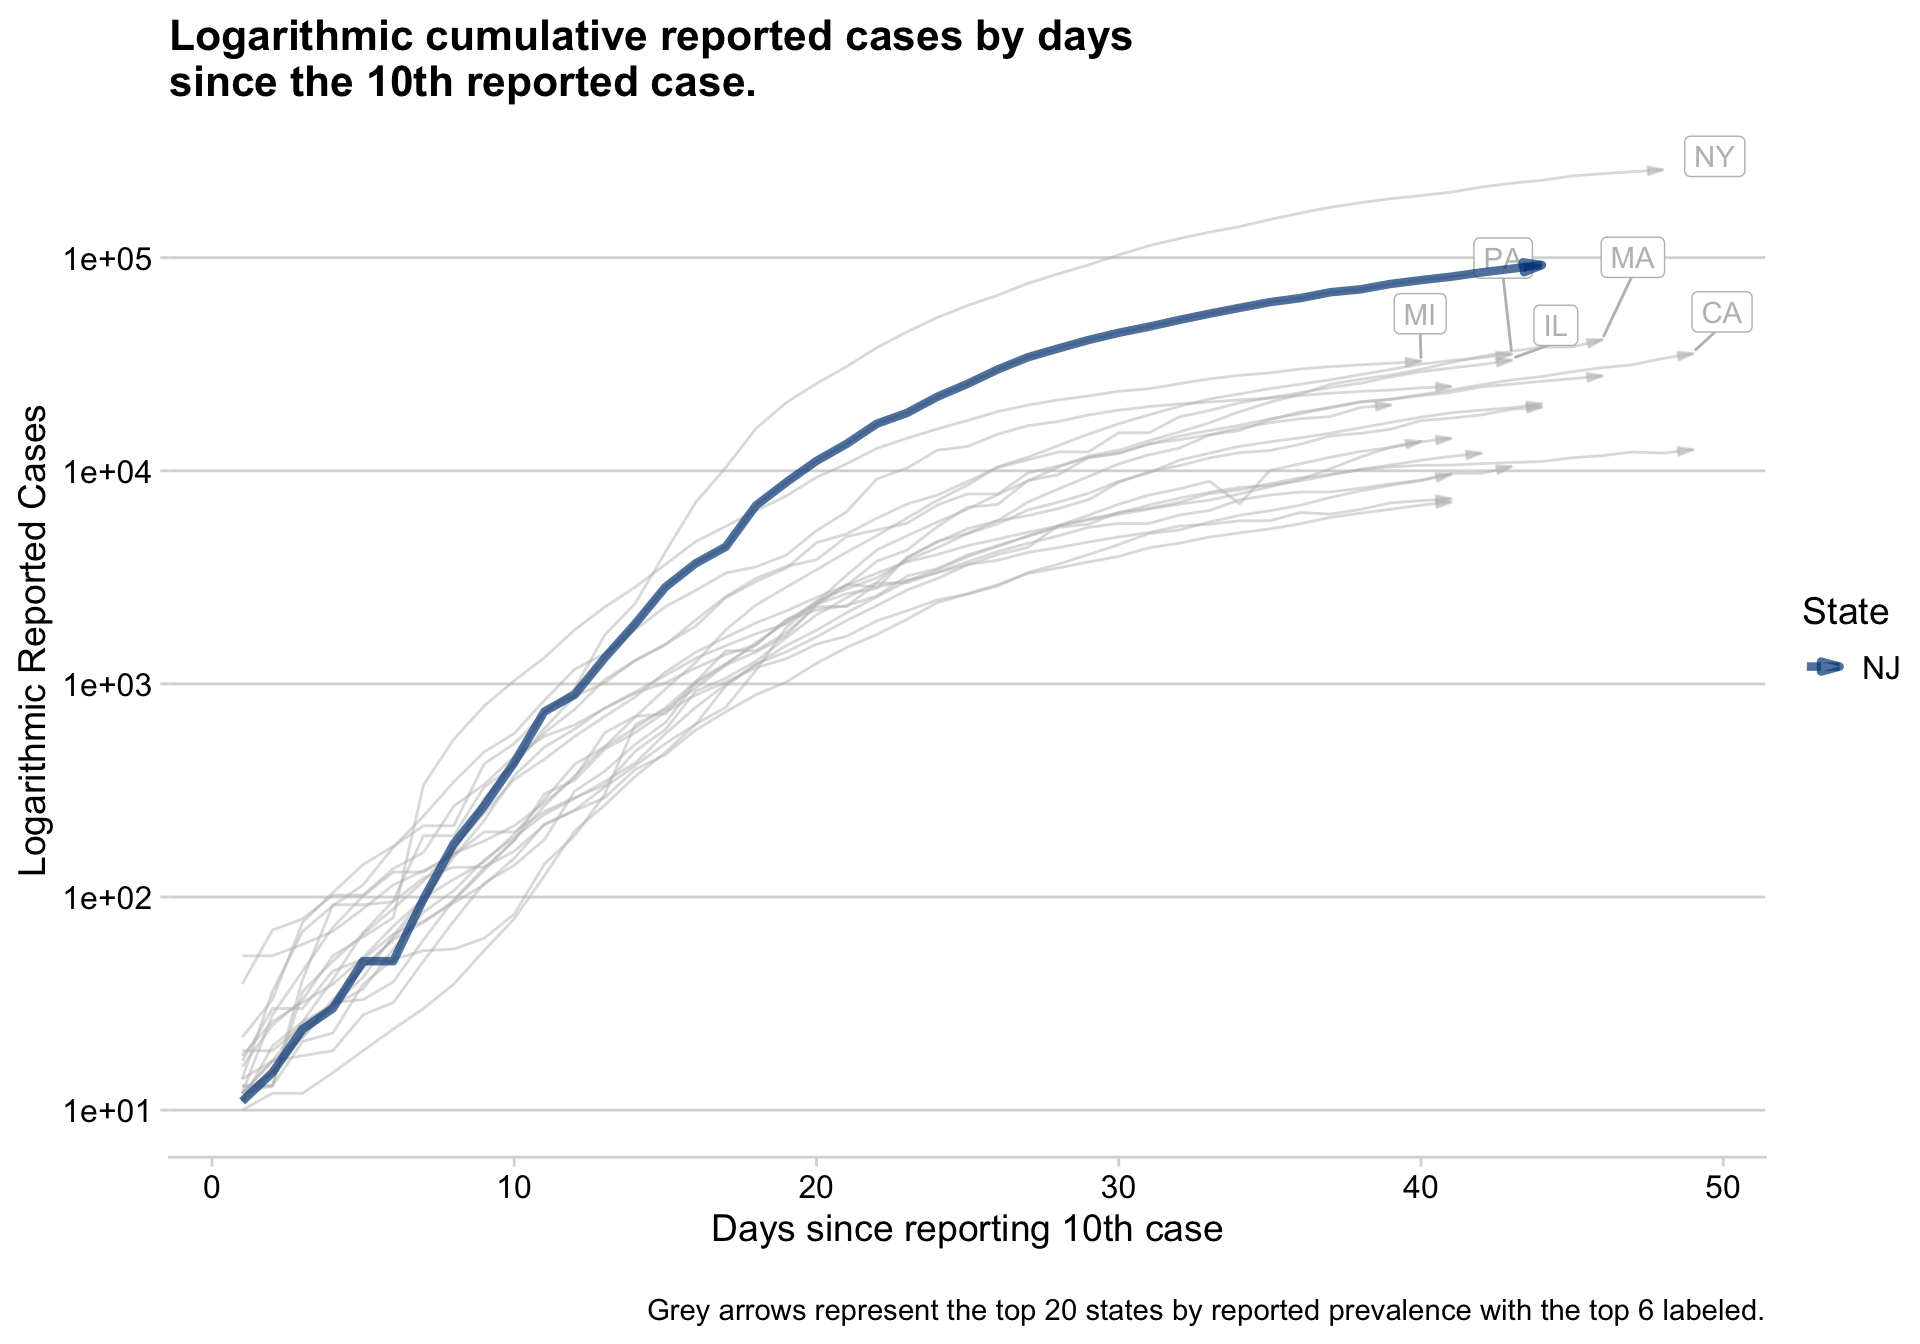 Logarithmic cumulative reported cases by days
since the 10th reported case.
NY
1e+05
PA
MA
MI
IL
CA
1e+04
1e+03
1e+02
1e+01
Logarithmic Reported Cases
State
NJ
0 10 20 30 40 50
Days since reporting 10th case
Grey arrows represent the top 20 states by reported prevalence with the top 6 labeled.